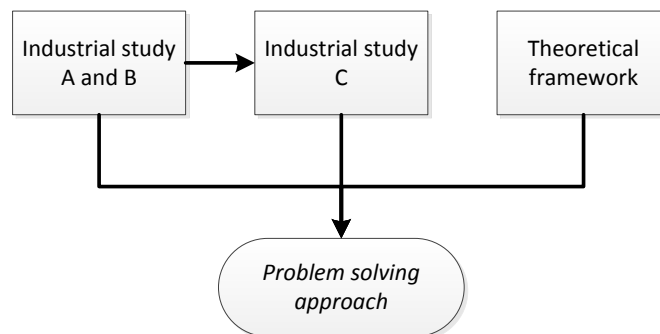 Industrial study
A and B
Industrial study
C
Theoretical
framework
Problem solving
approach